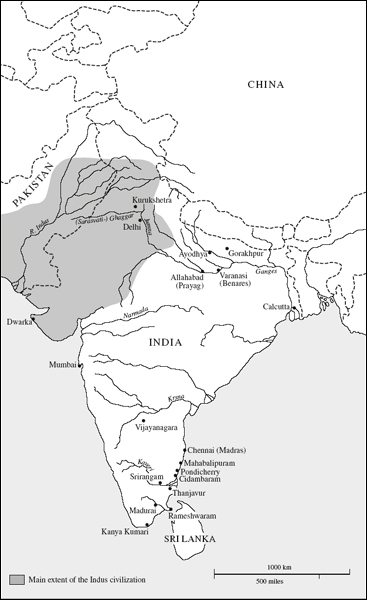 CHINA
PAKISTAN
Kurukshetra
R. Indus
(Sarasvati-) Ghaggar
Delhi
Ayodhya
Gorakhpur
Ganges
Allahabad
(Prayag)
Varanasi
(Benares)
Calcutta
Dwarka
Narmada
INDIA
Mumbai
Krsna
Vijayanagara
Chennai (Madras)
Mahabalipuram
Pondicherry
Cidambaram
Srirangam
Thanjavur
Madurai
Rameshwaram
Kanya Kumari
SRI LANKA
1000 km
500 miles
Main extent of the Indus civilization